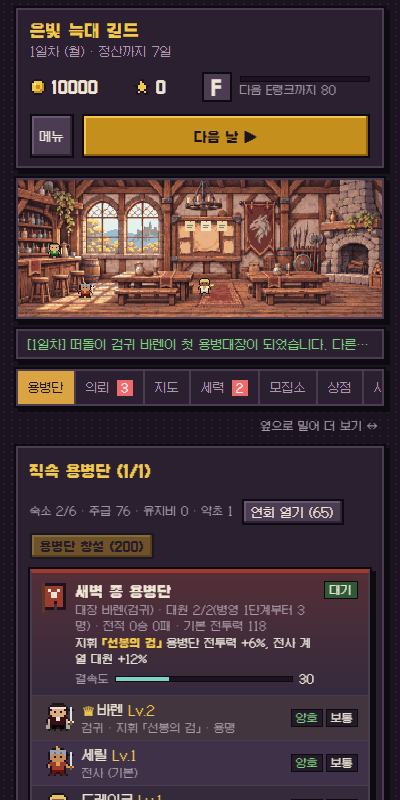 은빛 늑대 길드
1일차 (월) · 정산까지 7일
10000
0
F
다음 E랭크까지 80
메뉴
다음 날 ▶
[1일차] 떠돌이 검귀 바렌이 첫 용병대장이 되었습니다. 다른…
용병단
의뢰 3
지도
세력 2
모집소
상점
옆으로 밀어 더 보기 ↔
직속 용병단 (1/1)
숙소 2/6 · 주급 76 · 유지비 0 · 약초 1
연회 열기 (65)
용병단 창설 (200)
새벽 종 용병단
대기
대장 바렌(검귀) · 대원 2/2(병영 1단계부터 3
명) · 전적 0승 0패 · 기본 전투력 118
지휘 「선봉의 검」 용병단 전투력 +6%, 전사 계
열 대원 +12%
결속도
30
♛바렌 Lv.2
검귀 · 지휘 「선봉의 검」 · 용맹
양호
보통
세릴 Lv.1
전사 (기본)
양호
보통